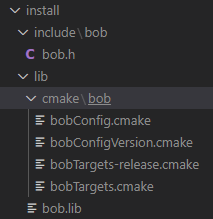 install
include\bob
C bob.h
lib
cmake\bob
bobConfig.cmake
bobConfigVersion.cmake
bobTargets-release.cmake
bobTargets.cmake
bob.lib